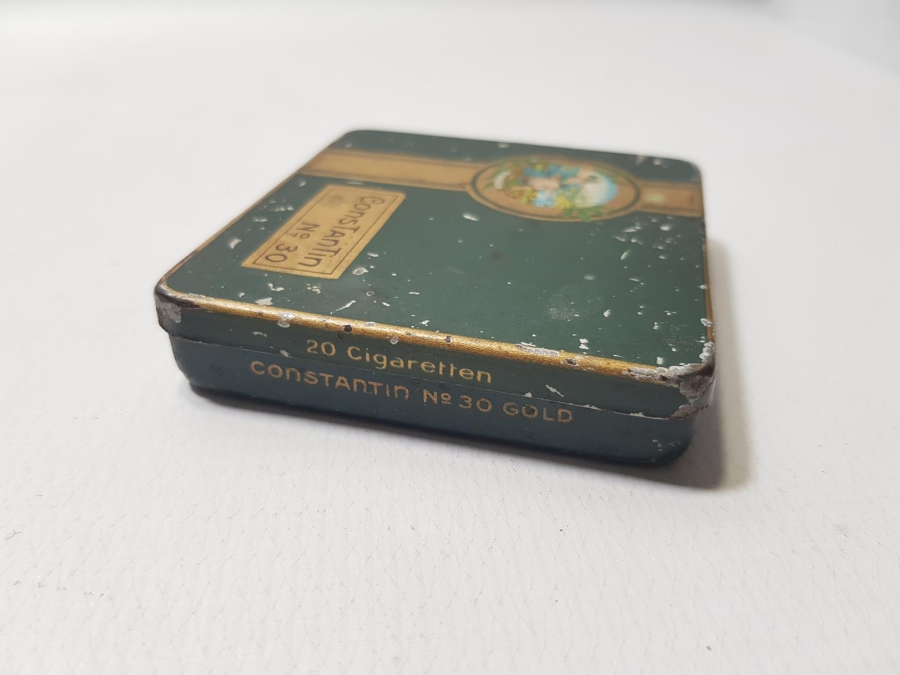 Constantin
No 30
20 Cigaretten
CONSTANTIN No 30 GOLD